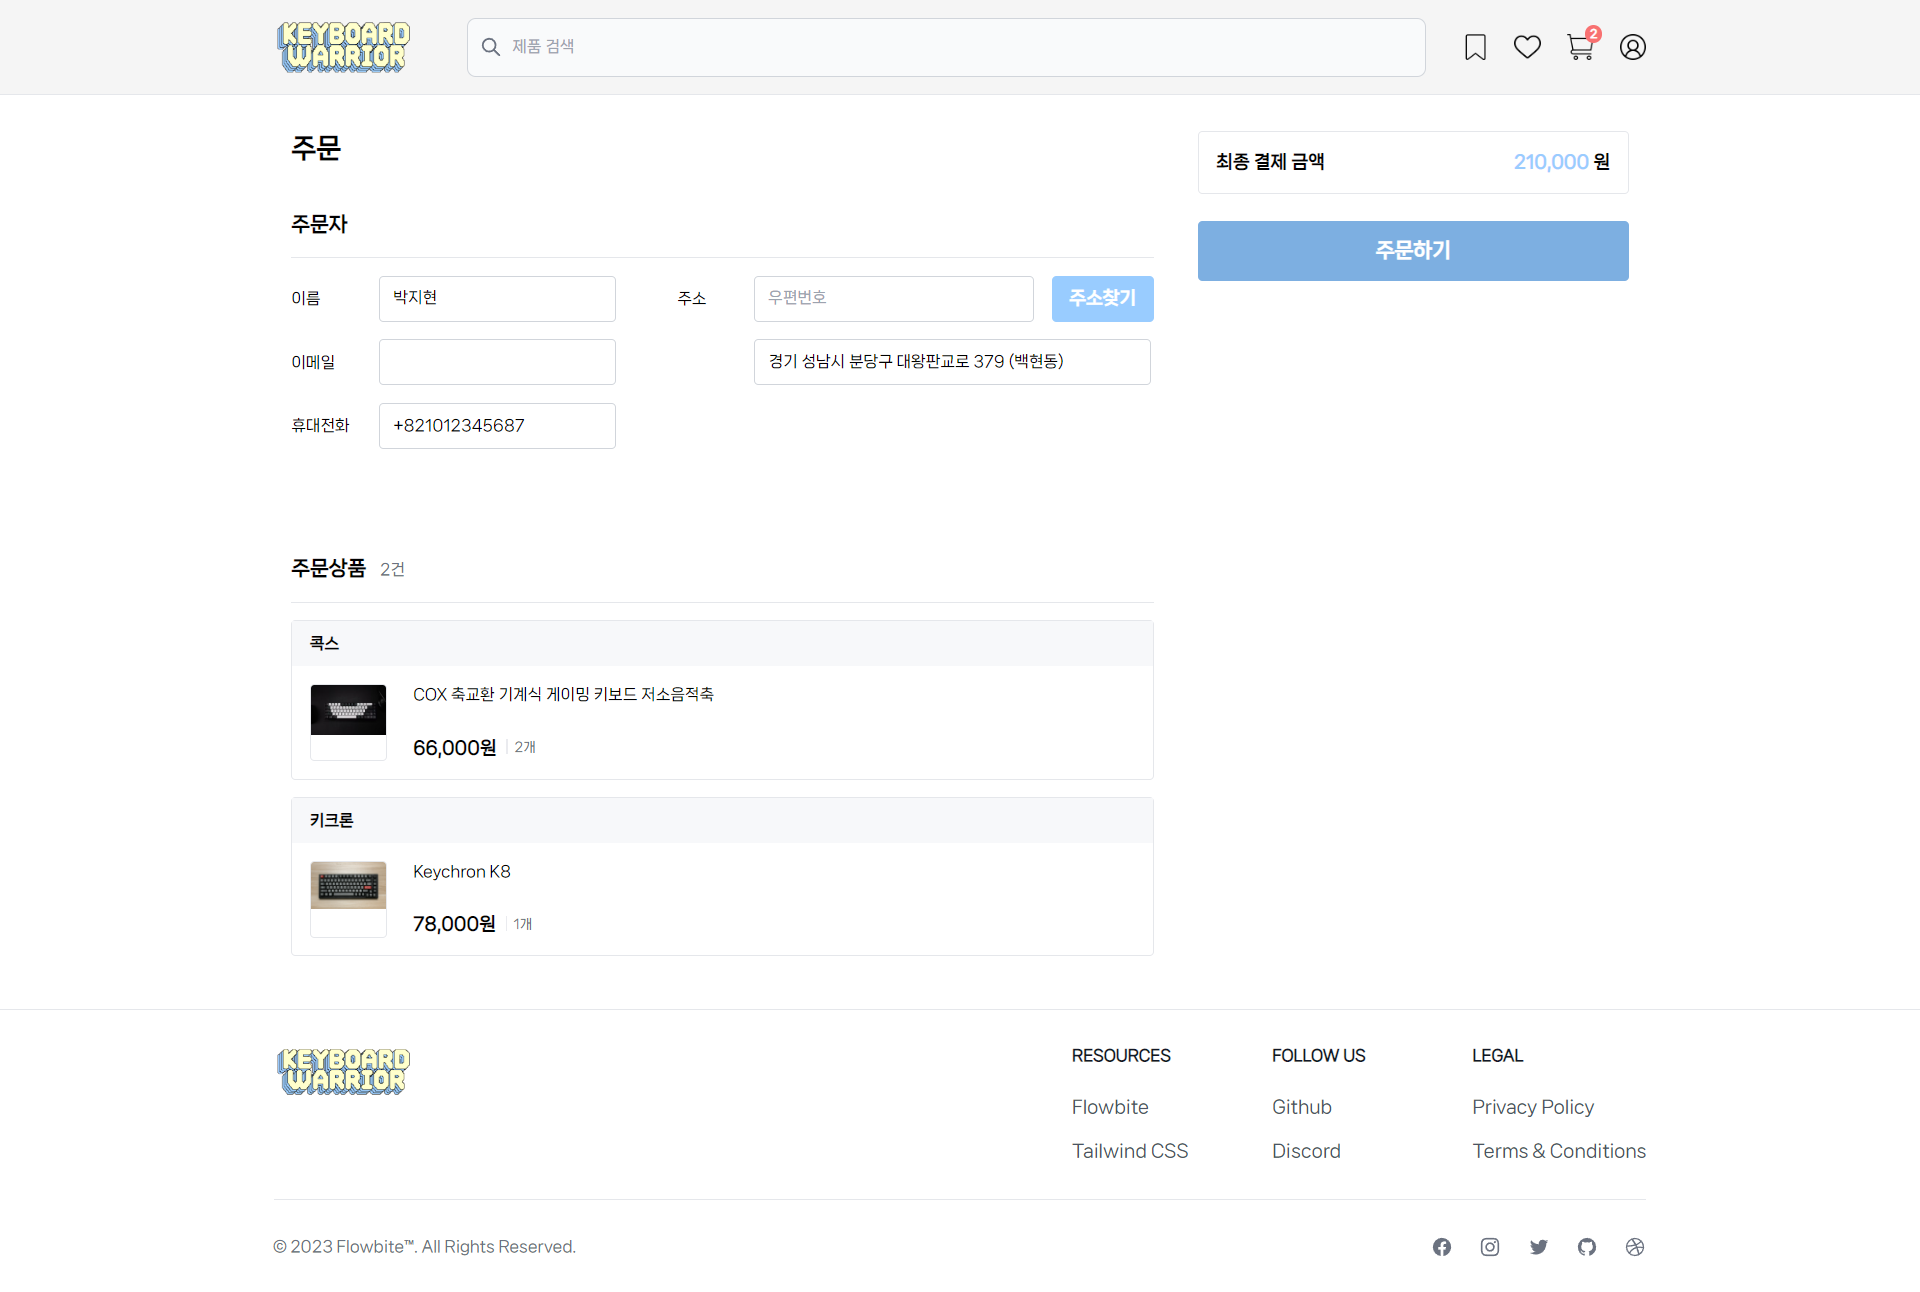 KEYBOARD
WARRIOR
제품 검색
2
주문
최종 결제 금액 210,000 원
주문하기
주문자
이름 박지현 주소 우편번호 주소찾기
이메일 경기 성남시 분당구 대왕판교로 379 (백현동)
휴대전화 +821012345687
주문상품 2건
콕스
COX 축교환 기계식 게이밍 키보드 저소음적축
66,000원 2개
키크론
Keychron K8
78,000원 1개
KEYBOARD
WARRIOR
RESOURCES FOLLOW US LEGAL
Flowbite Github Privacy Policy
Tailwind CSS Discord Terms & Conditions
© 2023 Flowbite™. All Rights Reserved.